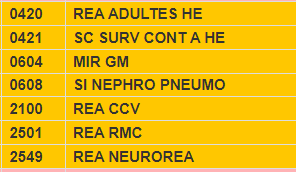 0420 REA ADULTES HE
0421 SC SURV CONT A HE
0604 MIR GM
0608 SI NEPHRO PNEUMO
2100 REA CCV
2501 REA RMC
2549 REA NEUROREA